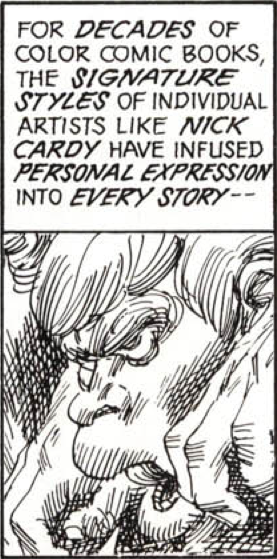 FOR DECADES OF
COLOR COMIC BOOKS,
THE SIGNATURE
STYLES OF INDIVIDUAL
ARTISTS LIKE NICK
CARDY HAVE INFUSED
PERSONAL EXPRESSION
INTO EVERY STORY--